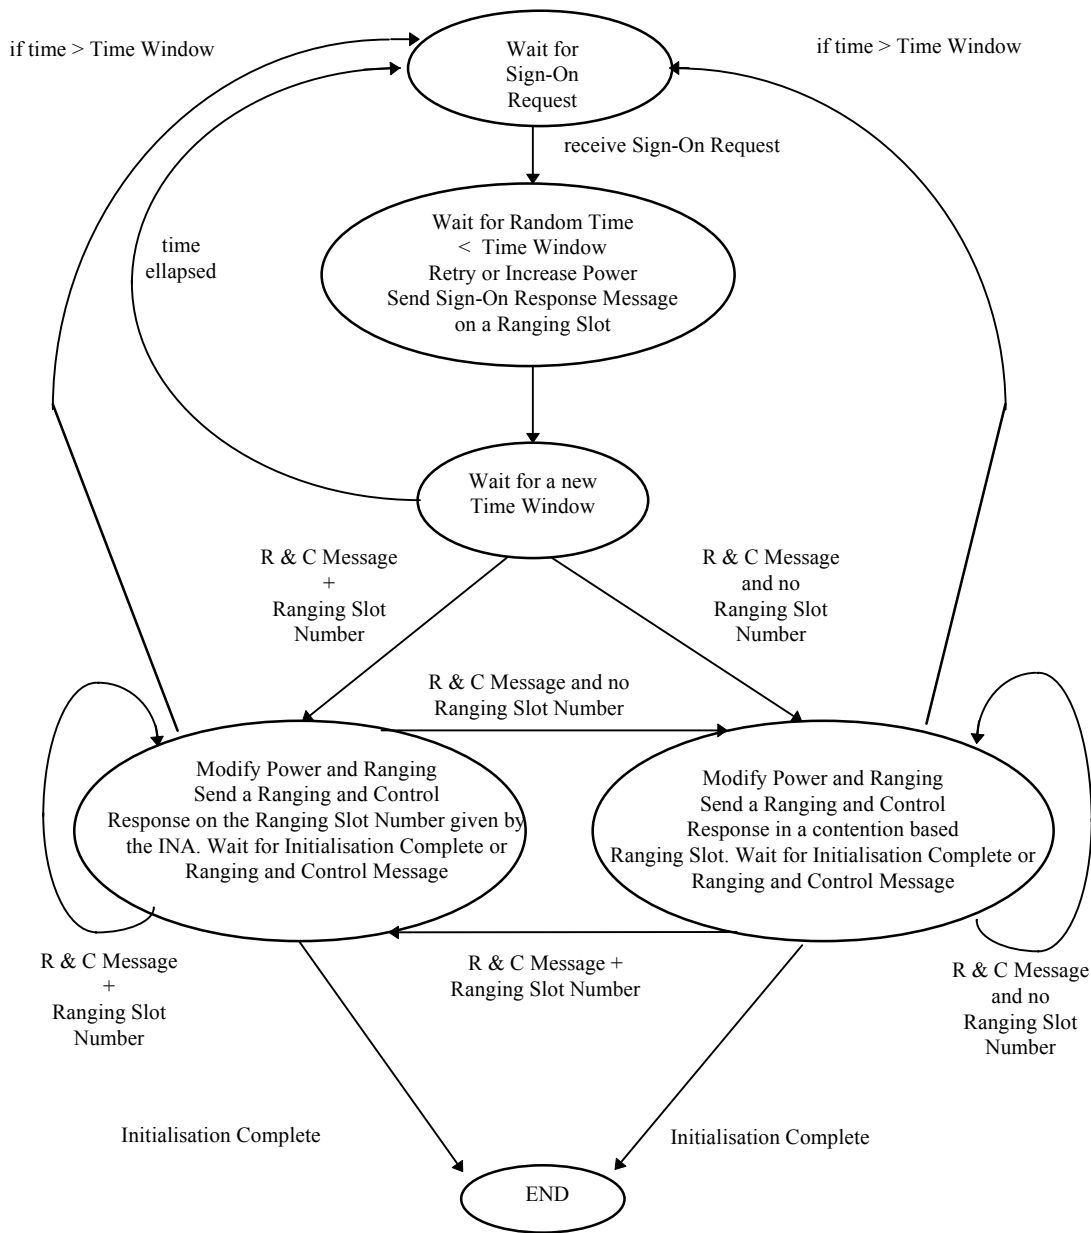 if time > Time Window
Wait for
Sign-On
Request
if time > Time Window
receive Sign-On Request
Wait for Random Time
< Time Window
Retry or Increase Power
Send Sign-On Response Message
on a Ranging Slot
time
ellapsed
Wait for a new
Time Window
R & C Message
+
Ranging Slot
Number
R & C Message
and no
Ranging Slot
Number
R & C Message and no
Ranging Slot Number
Modify Power and Ranging
Send a Ranging and Control
Response on the Ranging Slot Number given by
the INA. Wait for Initialisation Complete or
Ranging and Control Message
Modify Power and Ranging
Send a Ranging and Control
Response in a contention based
Ranging Slot. Wait for Initialisation Complete or
Ranging and Control Message
R & C Message
+
Ranging Slot
Number
R & C Message +
Ranging Slot Number
R & C Message
and no
Ranging Slot
Number
Initialisation Complete
Initialisation Complete
END